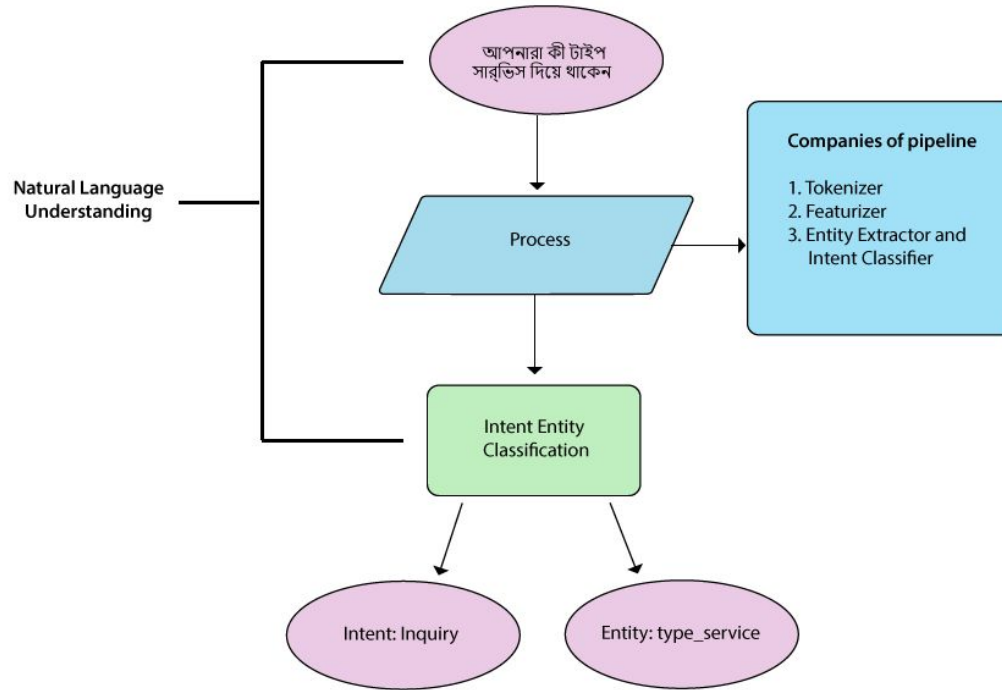 আপনারা কী টাইপ
সার্ভিস দিয়ে থাকেন
Companies of pipeline
1. Tokenizer
2. Featurizer
3. Entity Extractor and
Intent Classifier
Natural Language
Understanding
Process
Intent Entity
Classification
Intent: Inquiry
Entity: type_service